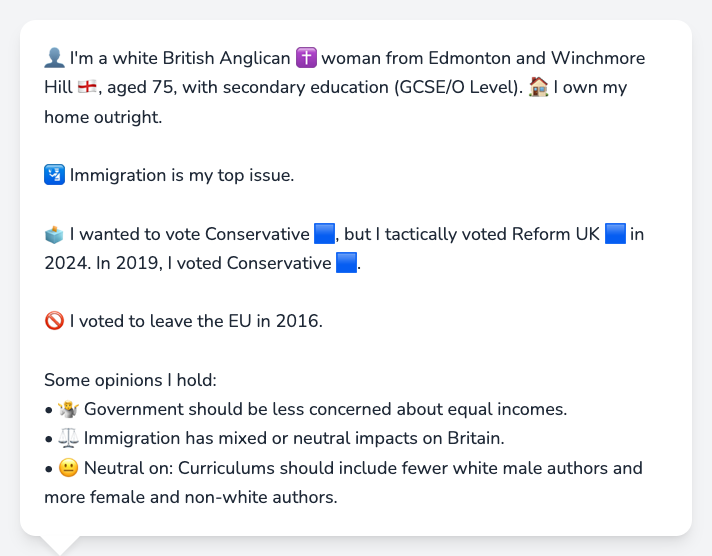 👤 I'm a white British Anglican ✝️ woman from Edmonton and Winchmore
Hill 🏴󠁧󠁢󠁥󠁮󠁧󠁿, aged 75, with secondary education (GCSE/O Level). 🏠 I own my
home outright.
🛂 Immigration is my top issue.
🗳️ I wanted to vote Conservative 🟦, but I tactically voted Reform UK 🟦 in
2024. In 2019, I voted Conservative 🟦.
🚫 I voted to leave the EU in 2016.
Some opinions I hold:
• 🤷 Government should be less concerned about equal incomes.
• ⚖️ Immigration has mixed or neutral impacts on Britain.
• 😐 Neutral on: Curriculums should include fewer white male authors and
more female and non-white authors.